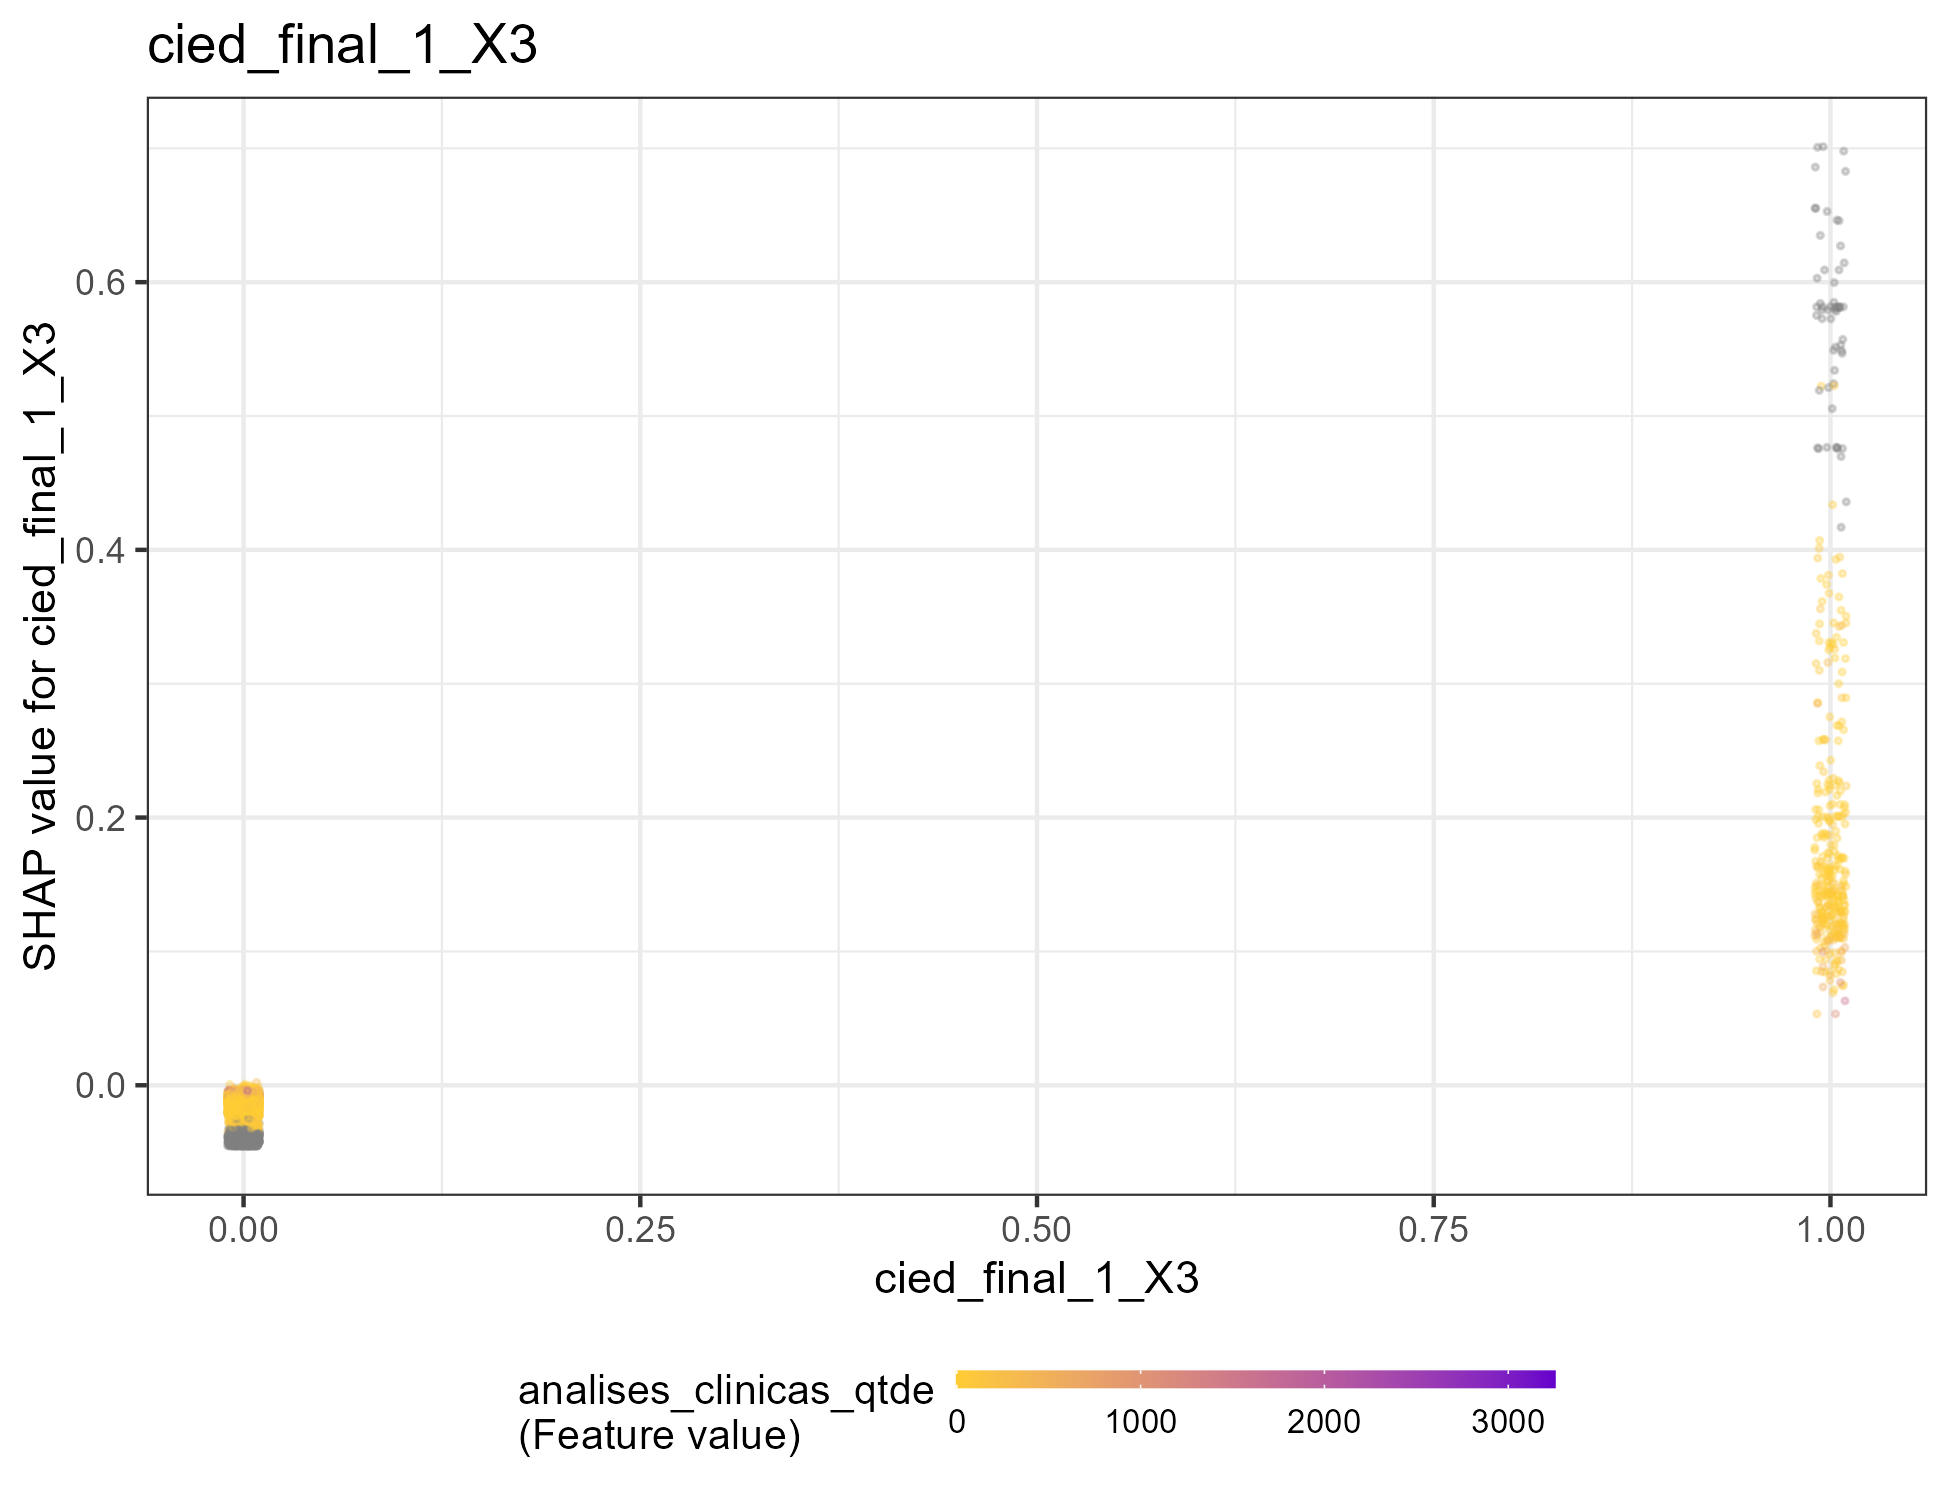 cied_final_1_X3
SHAP value for cied_final_1_X3
0.6
0.4
0.2
0.0
0.00 0.25 0.50 0.75 1.00
cied_final_1_X3
analises_clinicas_qtde
(Feature value)
0 1000 2000 3000